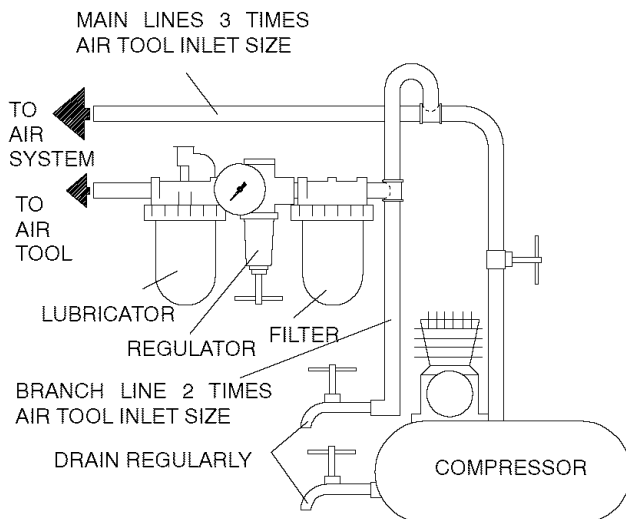 MAIN LINES 3 TIMES
AIR TOOL INLET SIZE
TO
AIR
SYSTEM
TO
AIR
TOOL
LUBRICATOR
REGULATOR
FILTER
BRANCH LINE 2 TIMES
AIR TOOL INLET SIZE
DRAIN REGULARLY
COMPRESSOR